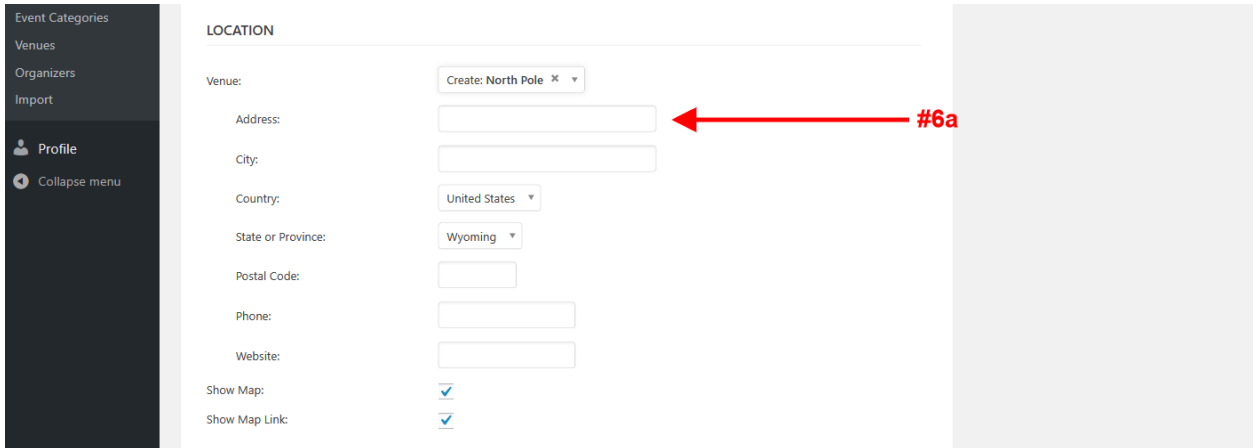 Event Categories
Venues
Organizers
Import
Profile
Collapse menu
LOCATION
Venue: Create: North Pole × ▼
Address: #6a
City:
Country: United States ▼
State or Province: Wyoming ▼
Postal Code:
Phone:
Website:
Show Map:
Show Map Link: